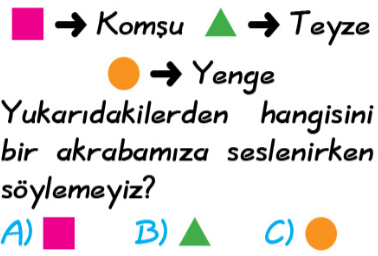 ■ → Komşu ▲ → Teyze
● → Yenge
Yukarıdakilerden hangisini
bir akrabamıza seslenirken
söylemeyiz?
A) ■ B) ▲ C) ●